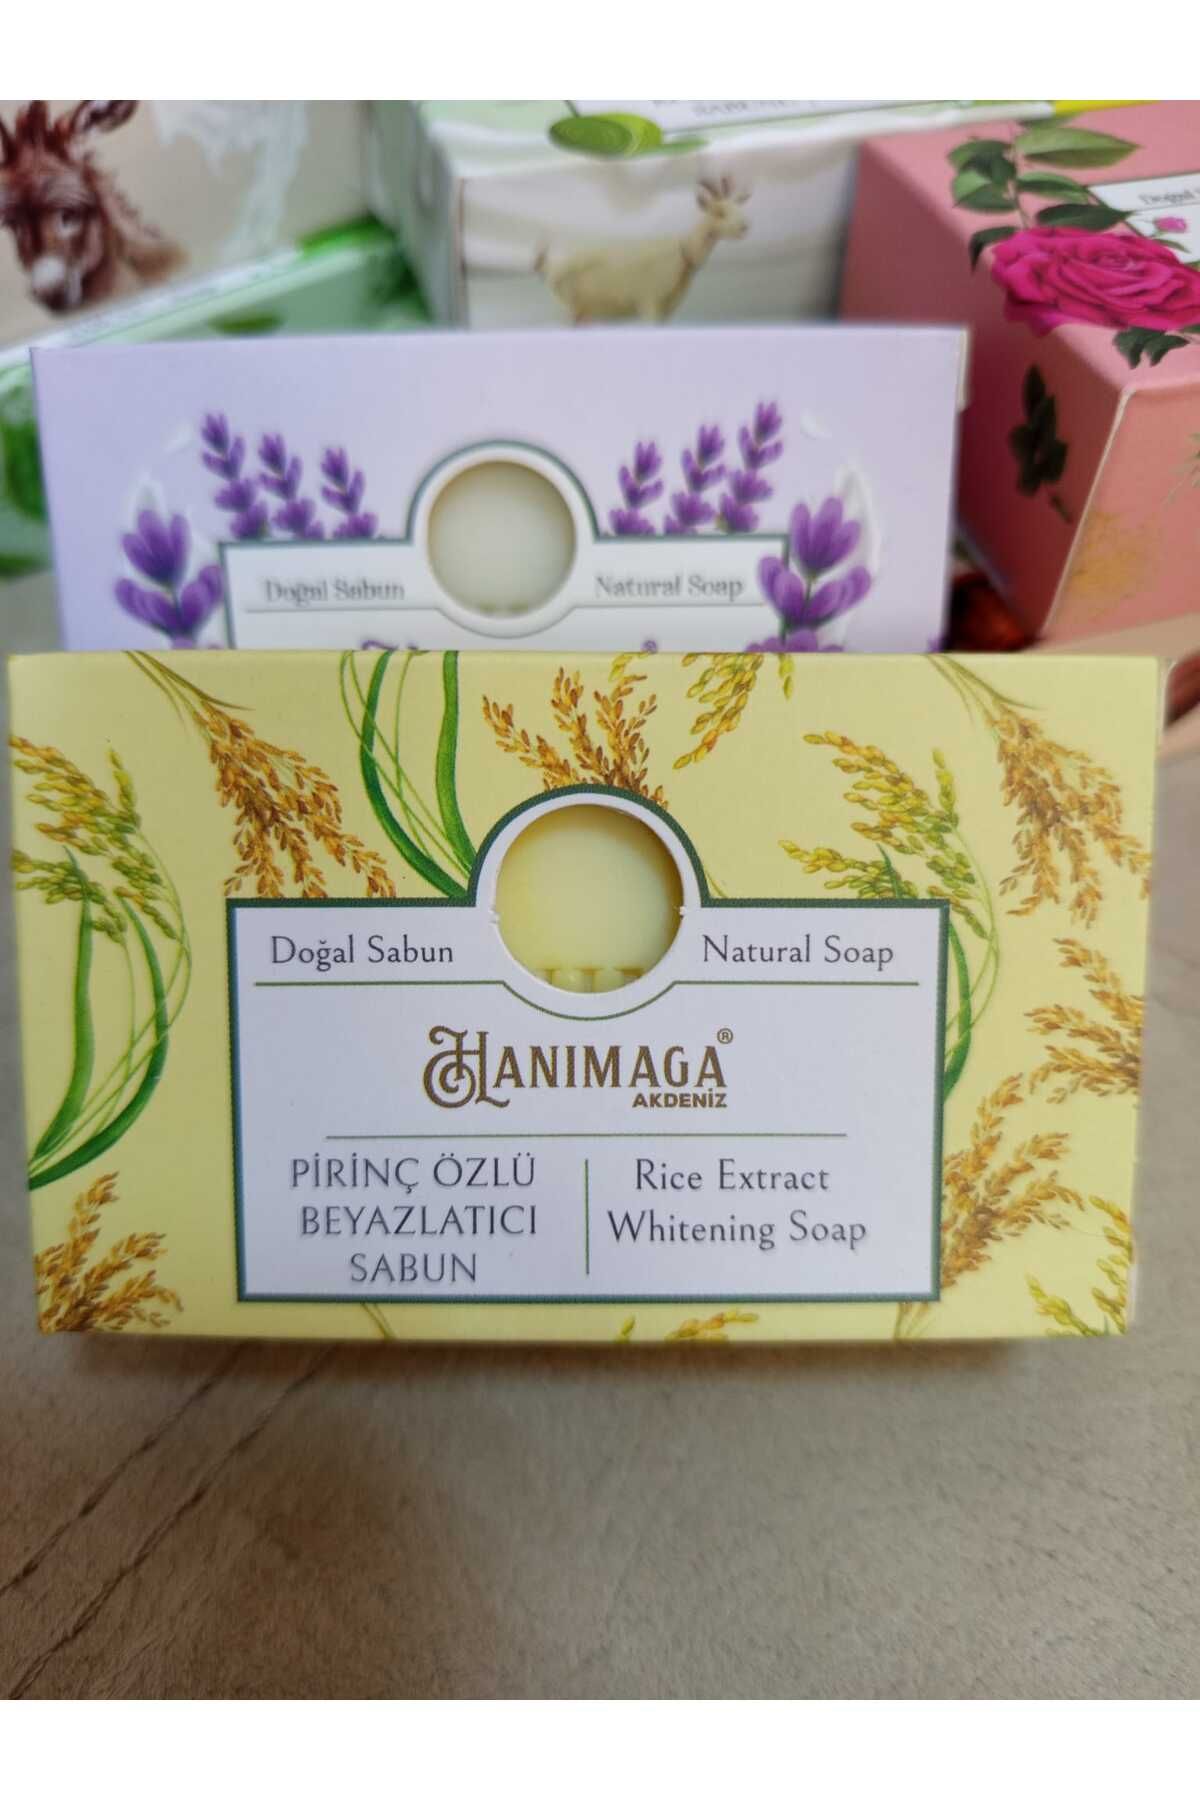 Doğal
Doğal Sabun
Natural Soap
Doğal Sabun
Natural Soap
HANIMAGA®
AKDENİZ
PİRİNÇ ÖZLÜ
BEYAZLATICI
SABUN
Rice Extract
Whitening Soap